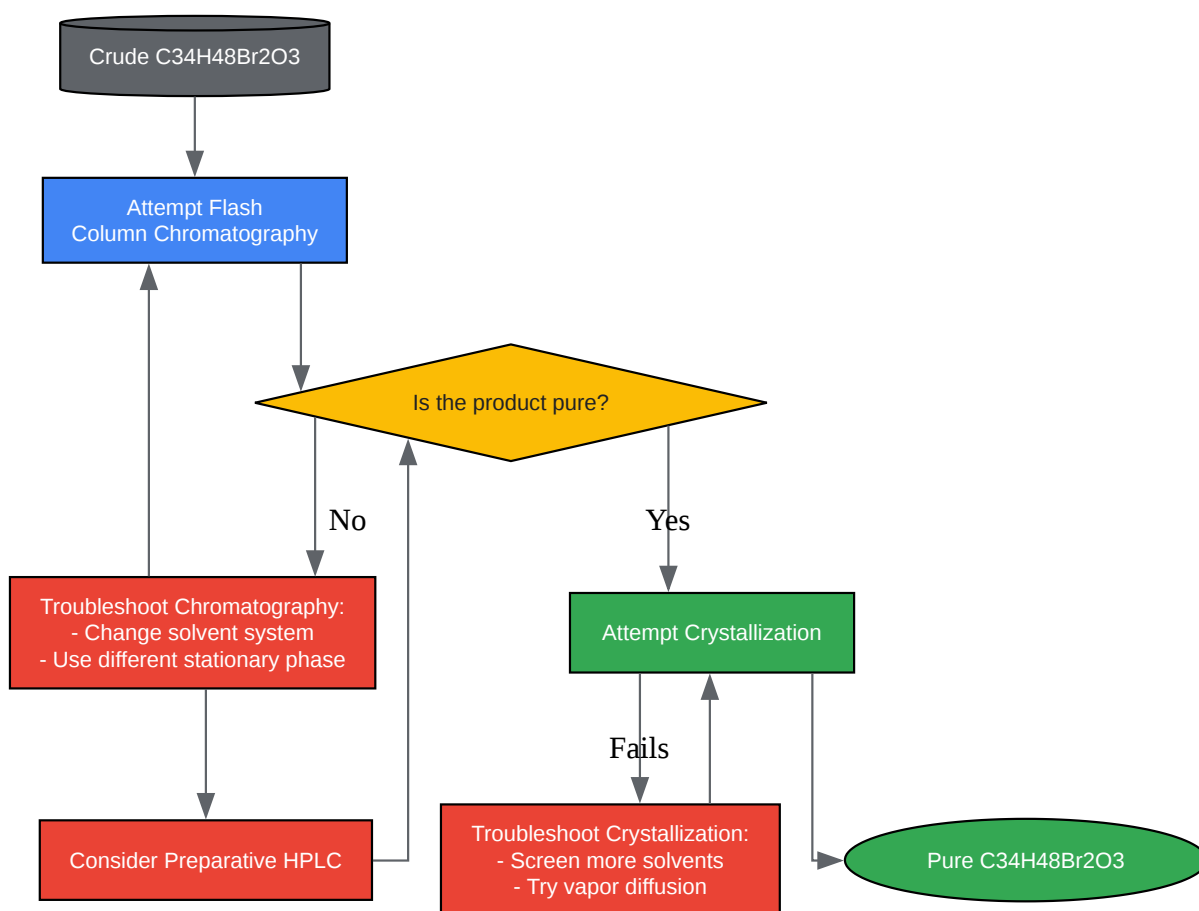 Crude C34H48Br2O3
Attempt Flash
Column Chromatography
Is the product pure?
No
Yes
Troubleshoot Chromatography:
- Change solvent system
- Use different stationary phase
Attempt Crystallization
Fails
Consider Preparative HPLC
Troubleshoot Crystallization:
- Screen more solvents
- Try vapor diffusion
Pure C34H48Br2O3